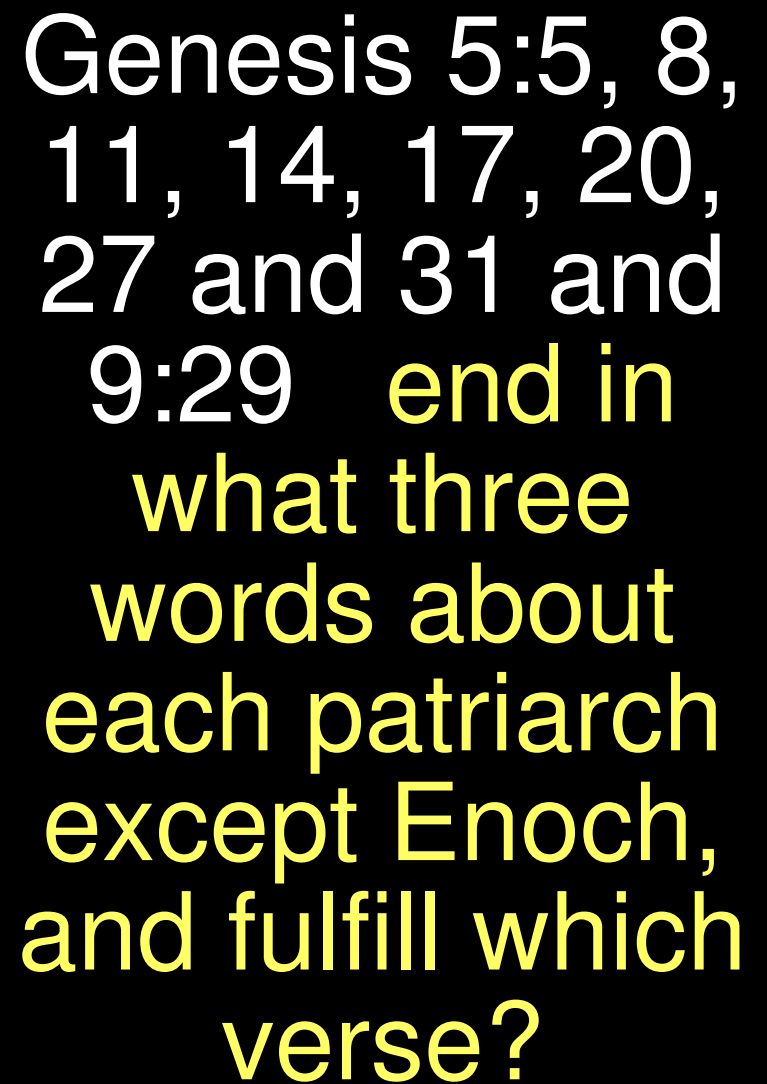 Genesis 5:5, 8,
11, 14, 17, 20,
27 and 31 and
9:29 end in
what three
words about
each patriarch
except Enoch,
and fulfill which
verse?